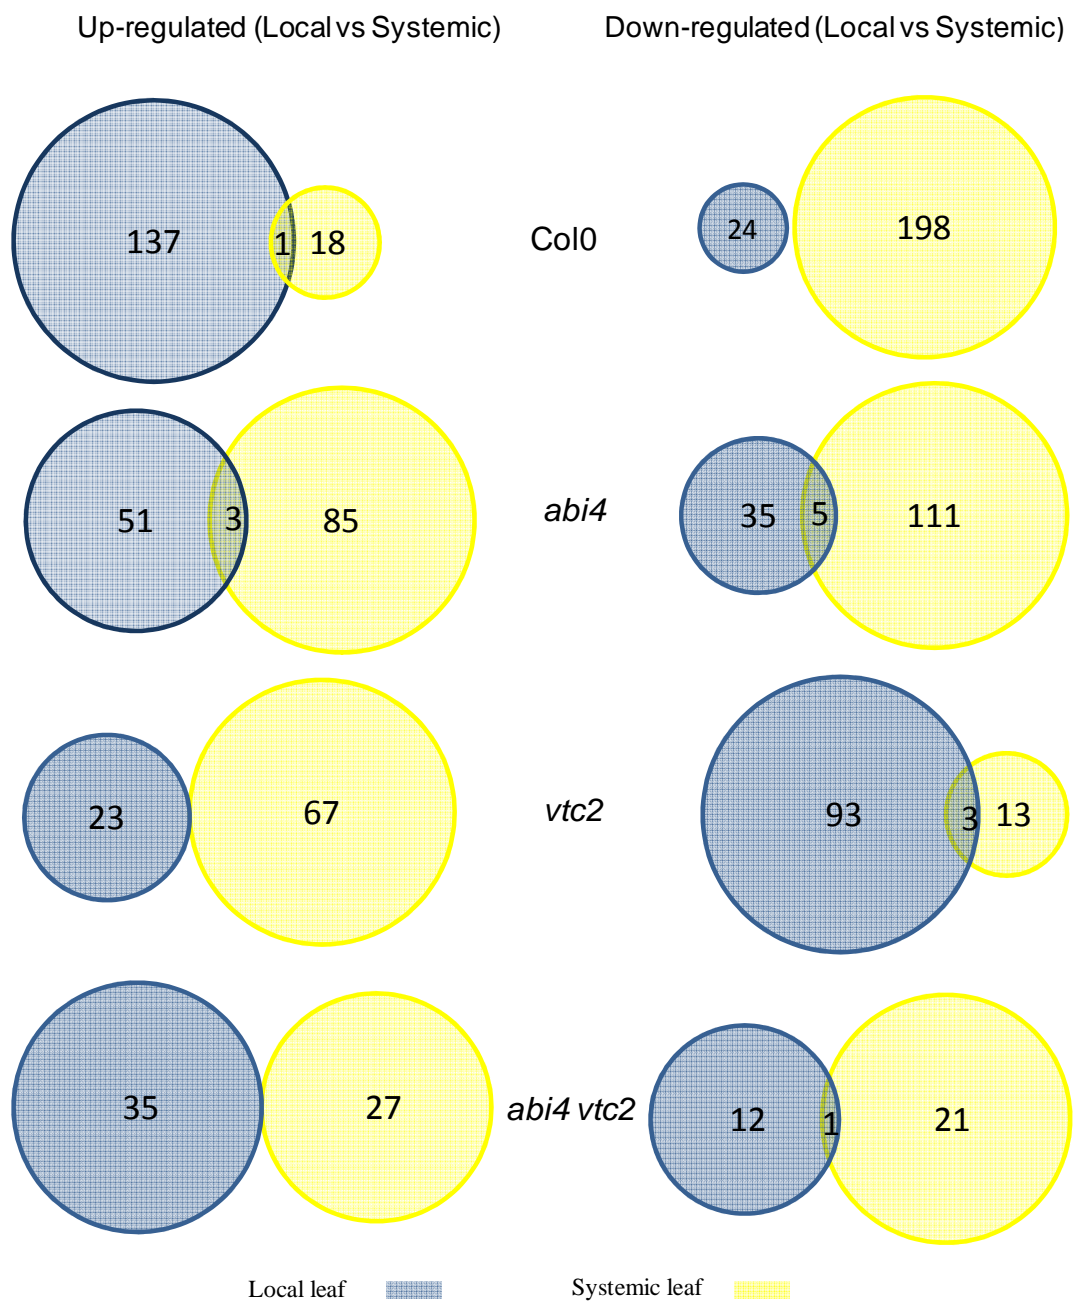 Up-regulated (Local vs Systemic) Down-regulated (Local vs Systemic)
137 1 18 Col0 24 198
51 3 85 abi4 35 5 111
23 67 vtc2 93 3 13
35 27 abi4 vtc2 12 1 21
Local leaf Systemic leaf